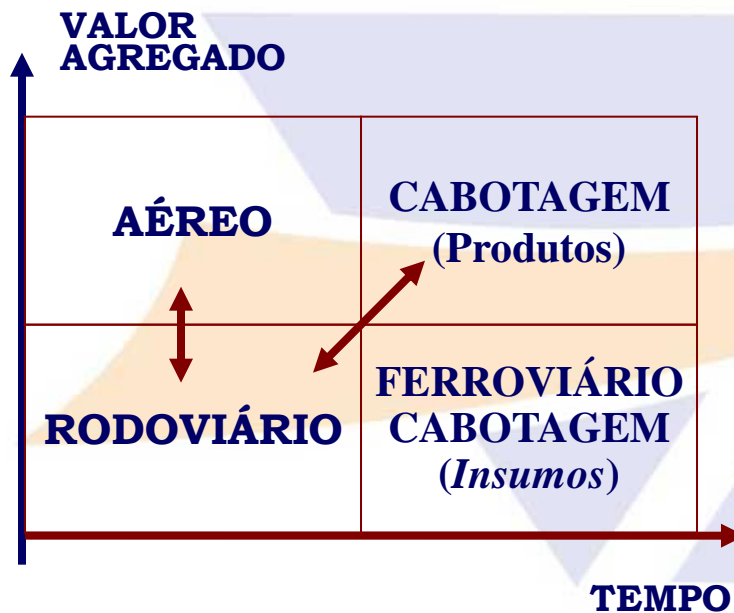 VALOR
AGREGADO
AÉREO
CABOTAGEM
(Produtos)
RODOVIÁRIO
FERROVIÁRIO
CABOTAGEM
(Insumos)
TEMPO